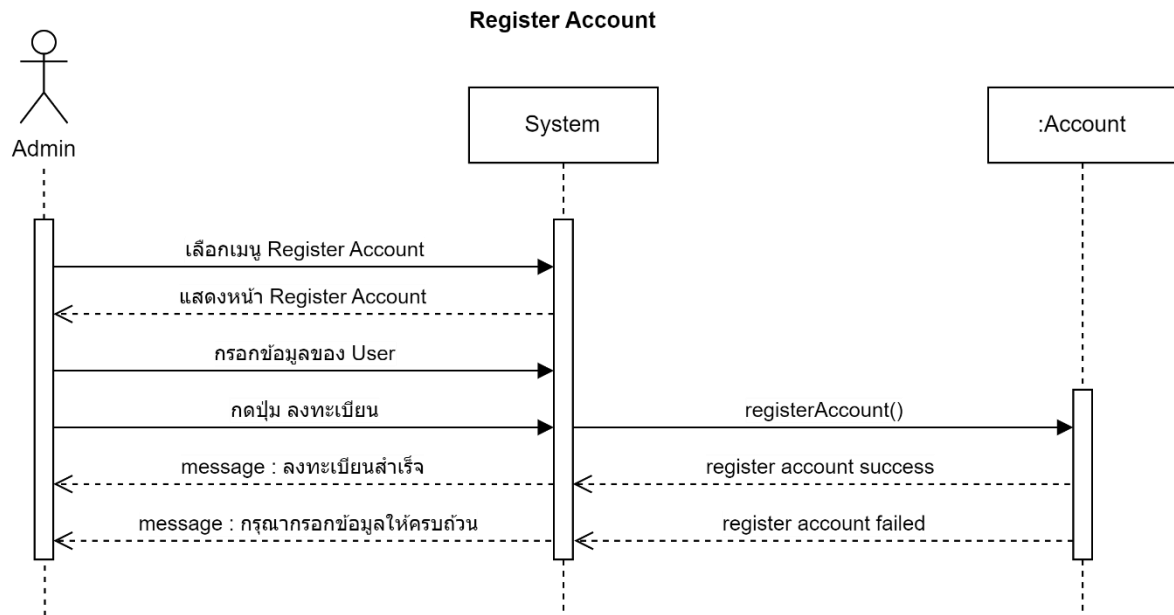 Register Account
Admin
System
:Account
เลือกเมนู Register Account
แสดงหน้า Register Account
กรอกข้อมูลของ User
กดปุ่ม ลงทะเบียน
registerAccount()
message : ลงทะเบียนสำเร็จ
register account success
message : กรุณากรอกข้อมูลให้ครบถ้วน
register account failed